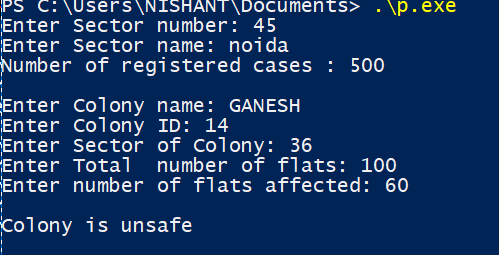 PS C:\Users\NISHANT\Documents> .\p.exe
Enter Sector number: 45
Enter Sector name: noida
Number of registered cases : 500
Enter Colony name: GANESH
Enter Colony ID: 14
Enter Sector of Colony: 36
Enter Total  number of flats: 100
Enter number of flats affected: 60
Colony is unsafe